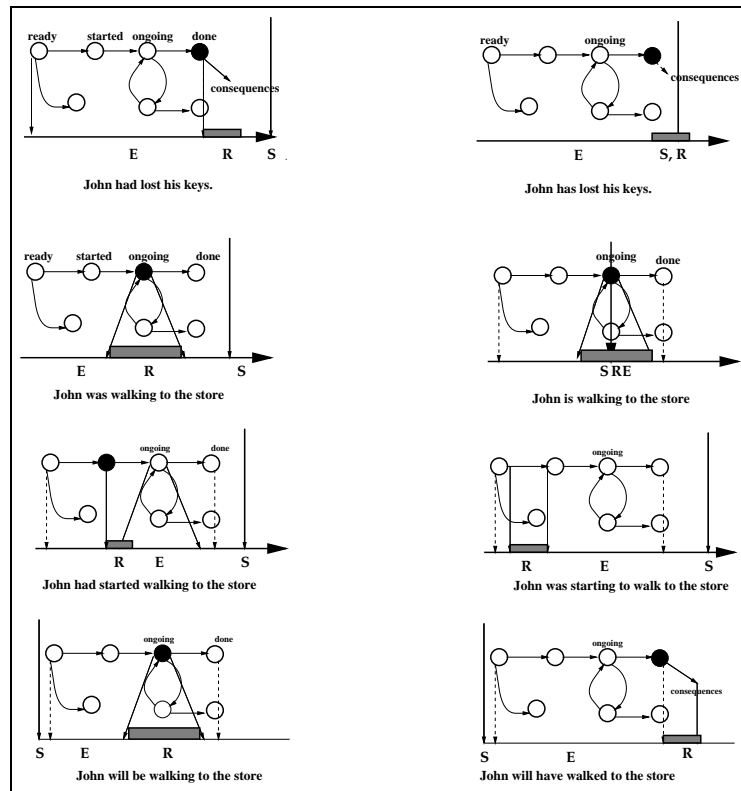 ready started ongoing done
consequences
E R S
John had lost his keys.
ready ongoing
consequences
E S, R
John has lost his keys.
ready started ongoing done
E R S
John was walking to the store
ongoing done
S R E
John is walking to the store
ongoing done
R E S
John had started walking to the store
ongoing
R E S
John was starting to walk to the store
ongoing done
S E R
John will be walking to the store
ongoing
consequences
S E R
John will have walked to the store